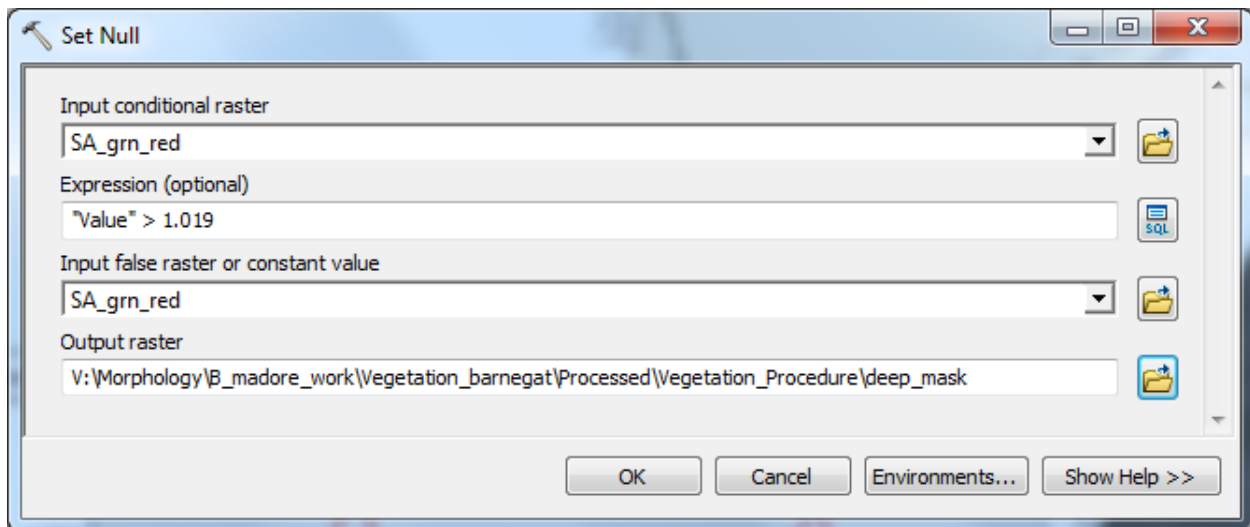 Set Null
Input conditional raster
SA_grn_red
Expression (optional)
"Value" > 1.019
SQL
Input false raster or constant value
SA_grn_red
Output raster
V:\Morphology\B_madore_work\Vegetation_barnegat\Processed\Vegetation_Procedure\deep_mask
OK Cancel Environments... Show Help >>